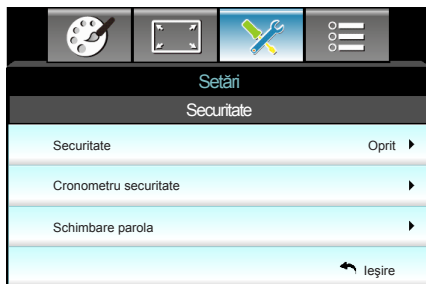 Setări
Securitate
Securitate Oprit
Cronometru securitate
Schimbare parola
Ieşire